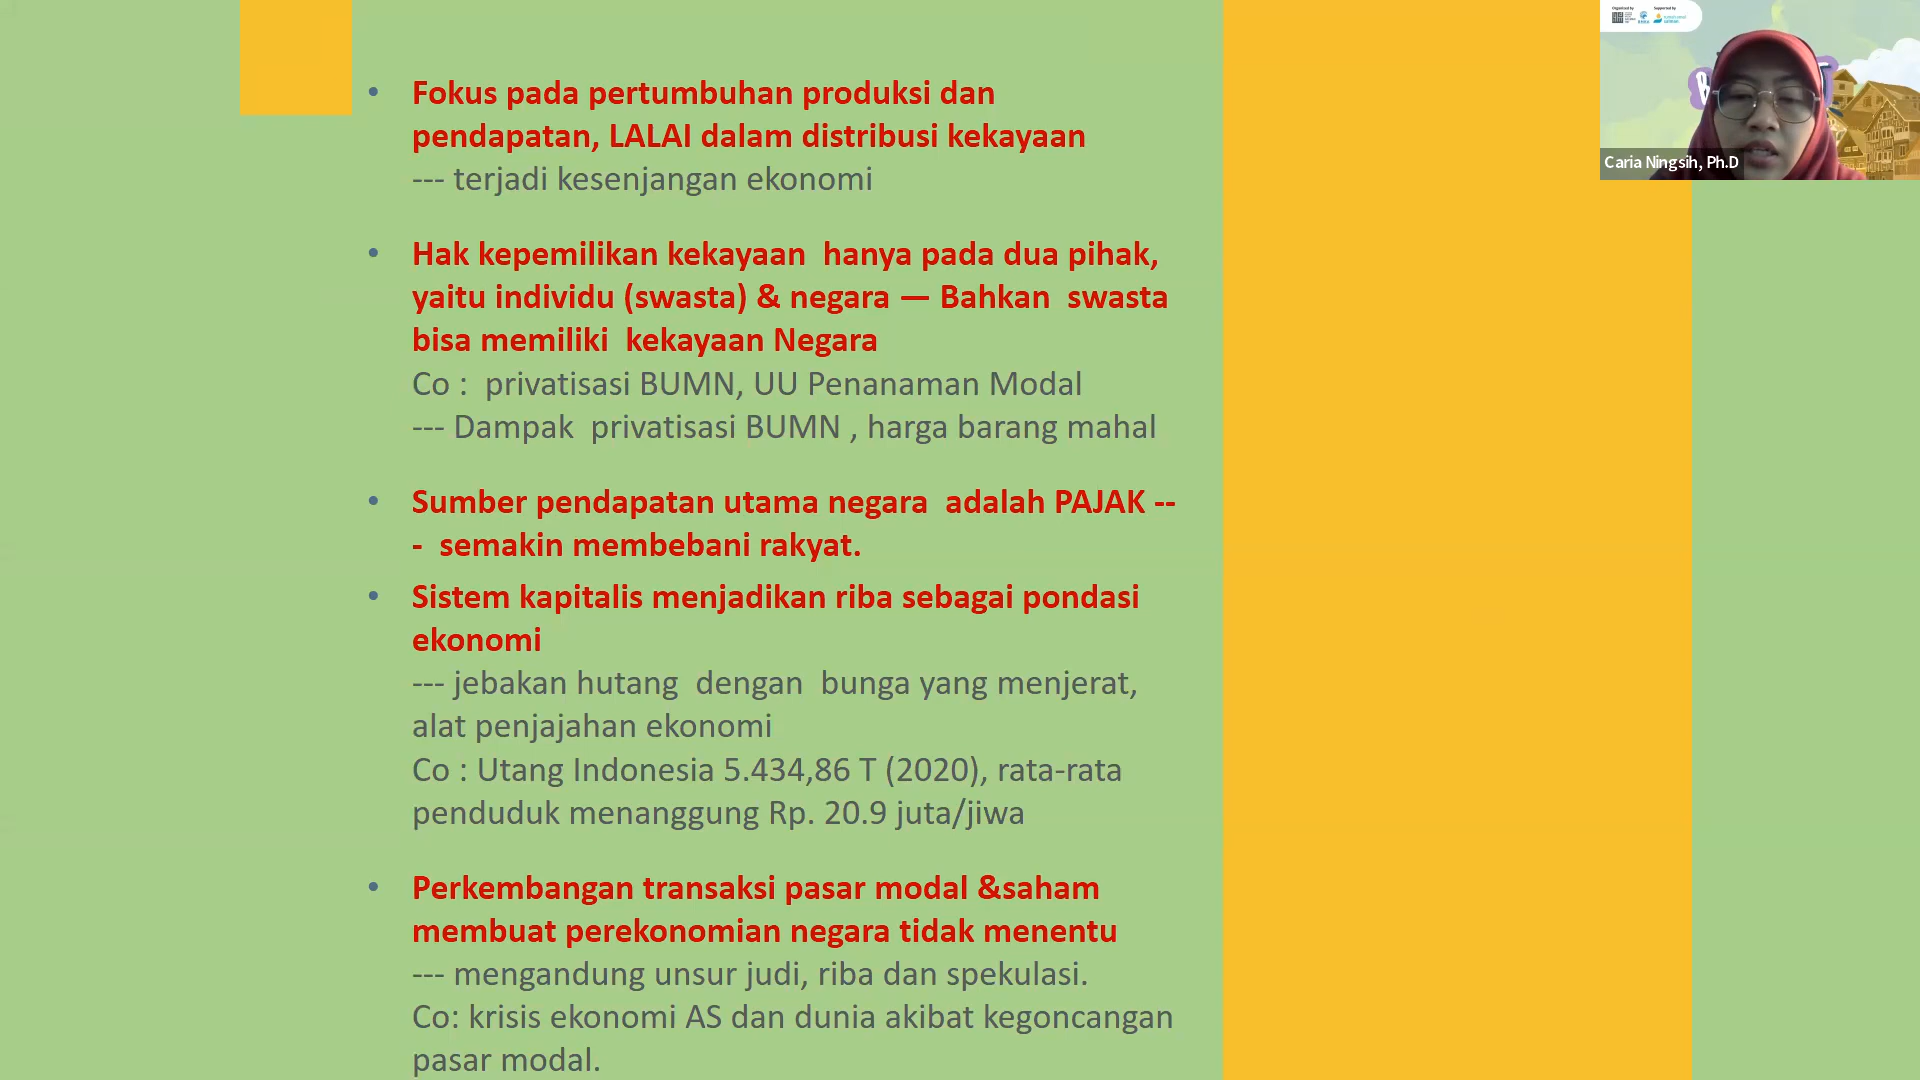 • Fokus pada pertumbuhan produksi dan
pendapatan, LALAI dalam distribusi kekayaan
--- terjadi kesenjangan ekonomi
• Hak kepemilikan kekayaan hanya pada dua pihak,
yaitu individu (swasta) & negara — Bahkan swasta
bisa memiliki kekayaan Negara
Co : privatisasi BUMN, UU Penanaman Modal
--- Dampak privatisasi BUMN , harga barang mahal
• Sumber pendapatan utama negara adalah PAJAK --
- semakin membebani rakyat.
• Sistem kapitalis menjadikan riba sebagai pondasi
ekonomi
--- jebakan hutang dengan bunga yang menjerat,
alat penjajahan ekonomi
Co : Utang Indonesia 5.434,86 T (2020), rata-rata
penduduk menanggung Rp. 20.9 juta/jiwa
• Perkembangan transaksi pasar modal &saham
membuat perekonomian negara tidak menentu
--- mengandung unsur judi, riba dan spekulasi.
Co: krisis ekonomi AS dan dunia akibat kegoncangan
pasar modal.
Organized by
Supported by
Caria Ningsih, Ph.D